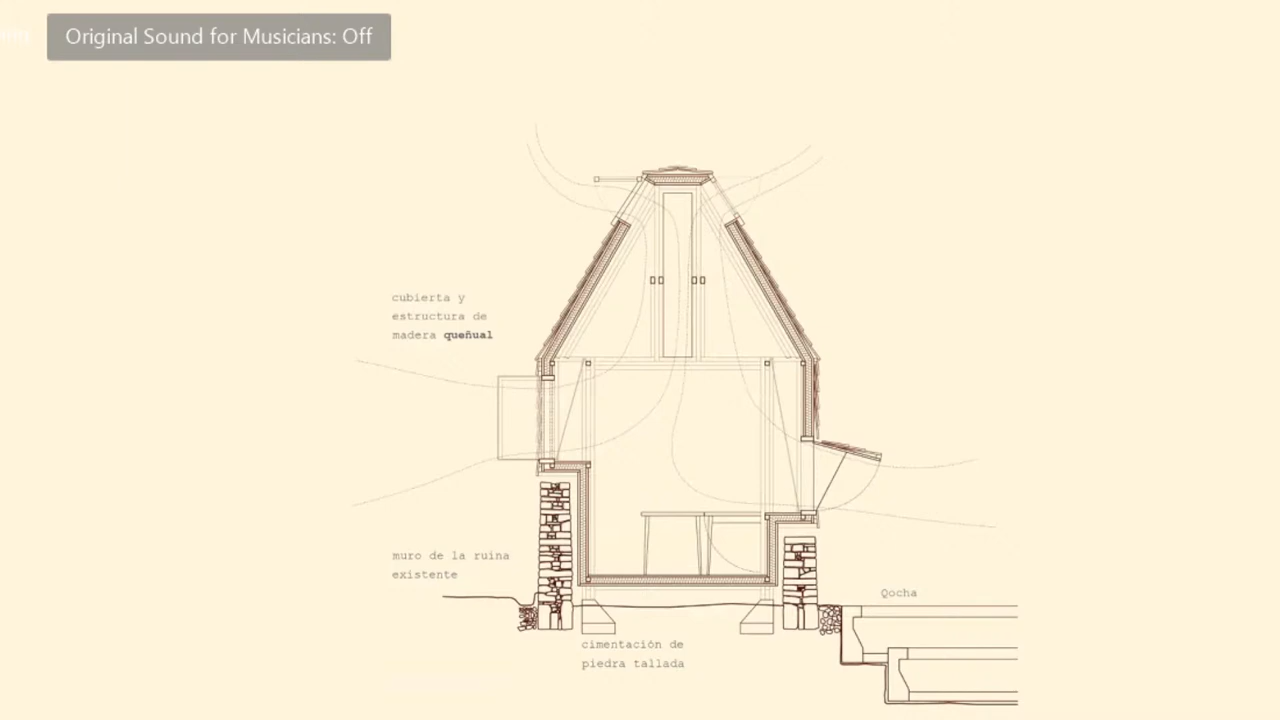 Original Sound for Musicians: Off
cubierta y
estructura de
madera queñual
muro de la ruina
existente
Qocha
cimentación de
piedra tallada